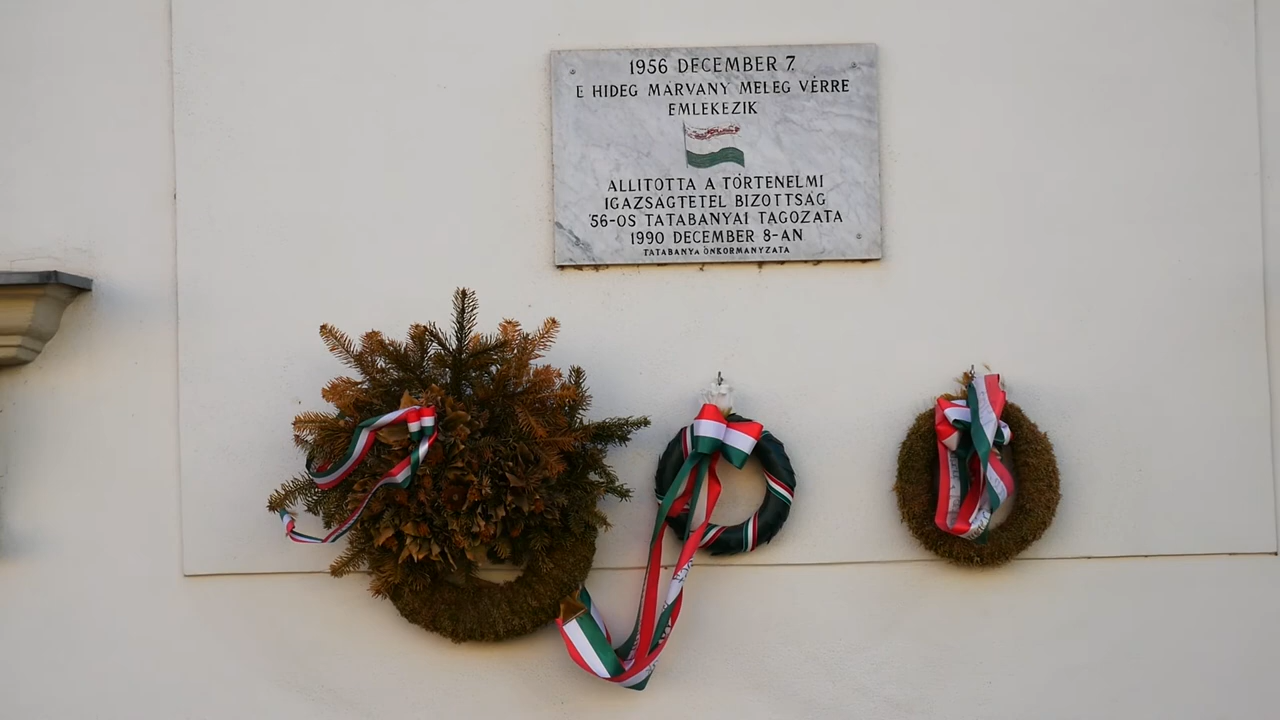 1956 DECEMBER 7.
E HIDEG MÁRVÁNY MELEG VÉRRE
EMLEKEZIK
ALLITOTTA A TÖRTENELMI
IGAZSÁGTETEL BIZOTTSÁG
'56-OS TATABANYAI TAGOZATA
1990 DECEMBER 8-AN
TATABANYA ÖNKORMANYZATA